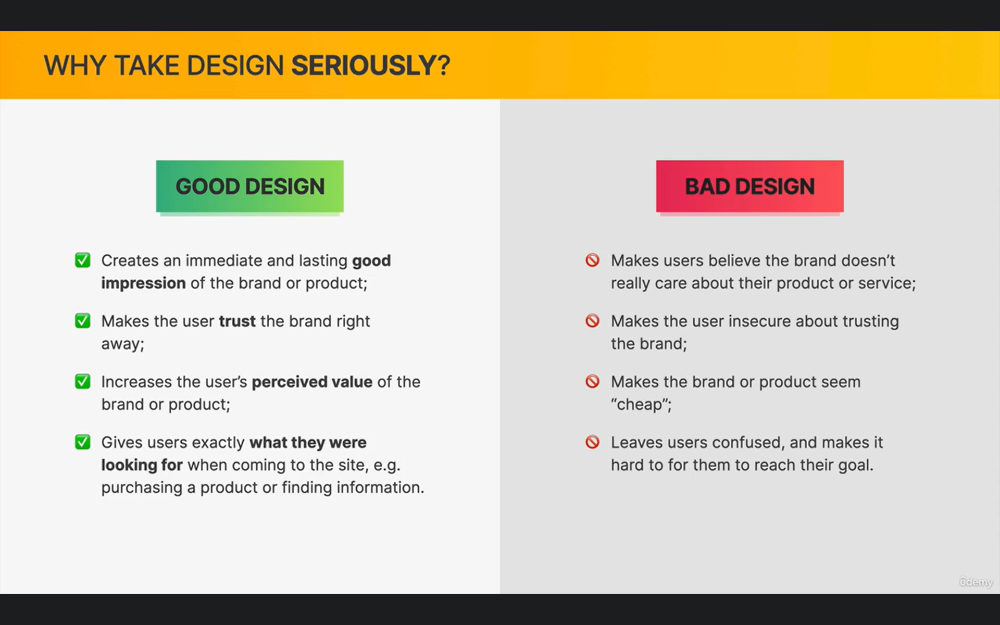 WHY TAKE DESIGN SERIOUSLY?
GOOD DESIGN
✅ Creates an immediate and lasting good
impression of the brand or product;
✅ Makes the user trust the brand right
away;
✅ Increases the user’s perceived value of the
brand or product;
✅ Gives users exactly what they were
looking for when coming to the site, e.g.
purchasing a product or finding information.
BAD DESIGN
🚫 Makes users believe the brand doesn’t
really care about their product or service;
🚫 Makes the user insecure about trusting
the brand;
🚫 Makes the brand or product seem
“cheap”;
🚫 Leaves users confused, and makes it
hard to for them to reach their goal.
ûdemy